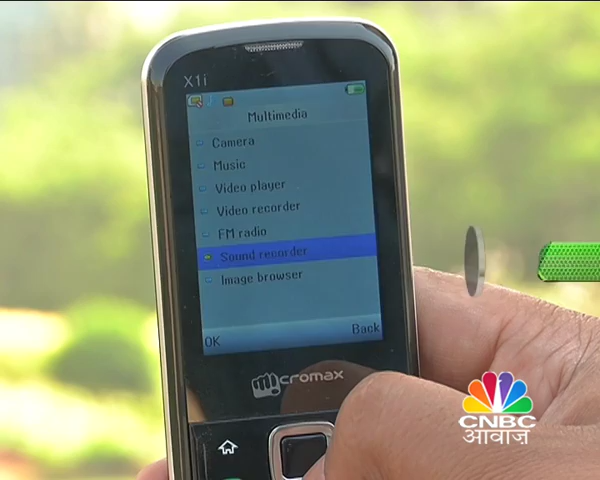 X1i
Multimedia
Camera
Music
Video player
Video recorder
FM radio
Sound recorder
Image browser
OK Back
micromax
CNBC
आवाज़